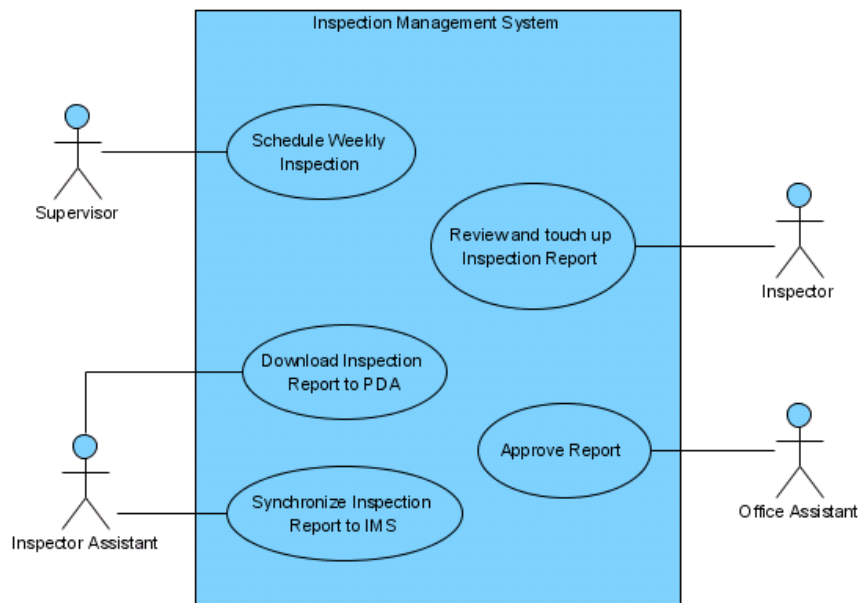 Inspection Management System
Schedule Weekly
Inspection
Supervisor
Review and touch up
Inspection Report
Inspector
Download Inspection
Report to PDA
Approve Report
Office Assistant
Synchronize Inspection
Report to IMS
Inspector Assistant